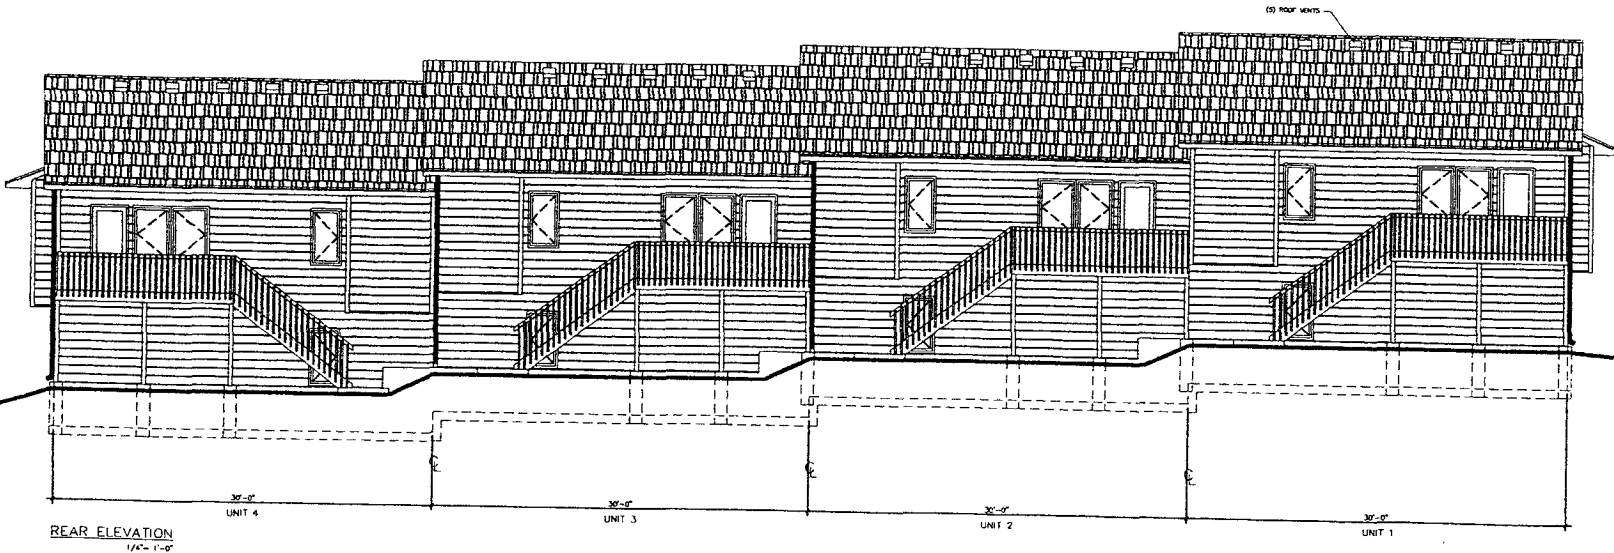 (5) ROOF VENTS
30'-0"
30'-0"
30'-0"
30'-0"
UNIT 4
UNIT 3
UNIT 2
UNIT 1
REAR ELEVATION
1/4"= 1'-0"